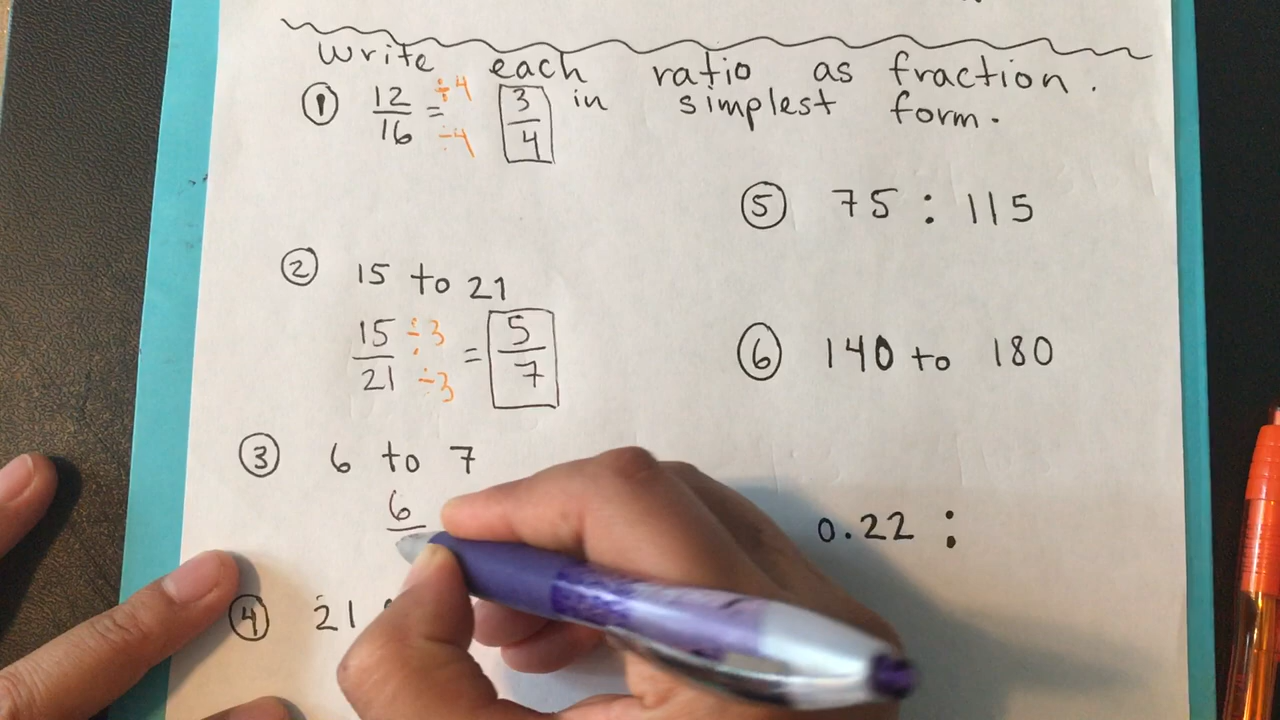 Write each ratio as fraction.
in simplest form.
① 12/16 = ÷4 ÷4 3/4
② 15 to 21
15/21 ÷3 ÷3 = 5/7
③ 6 to 7
6
④ 21
⑤ 75 : 115
⑥ 140 to 180
0.22 :